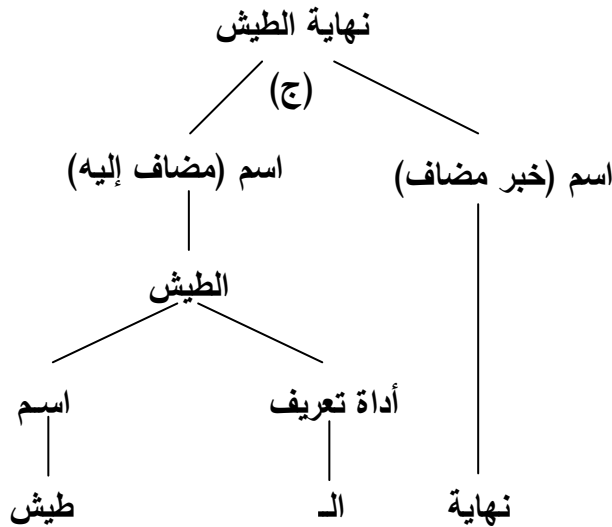 نهاية الطيش
(ج)
اسم (خبر مضاف)
اسم (مضاف إليه)
الطيش
أداة تعريف
اسم
نهاية
الـ
طيش